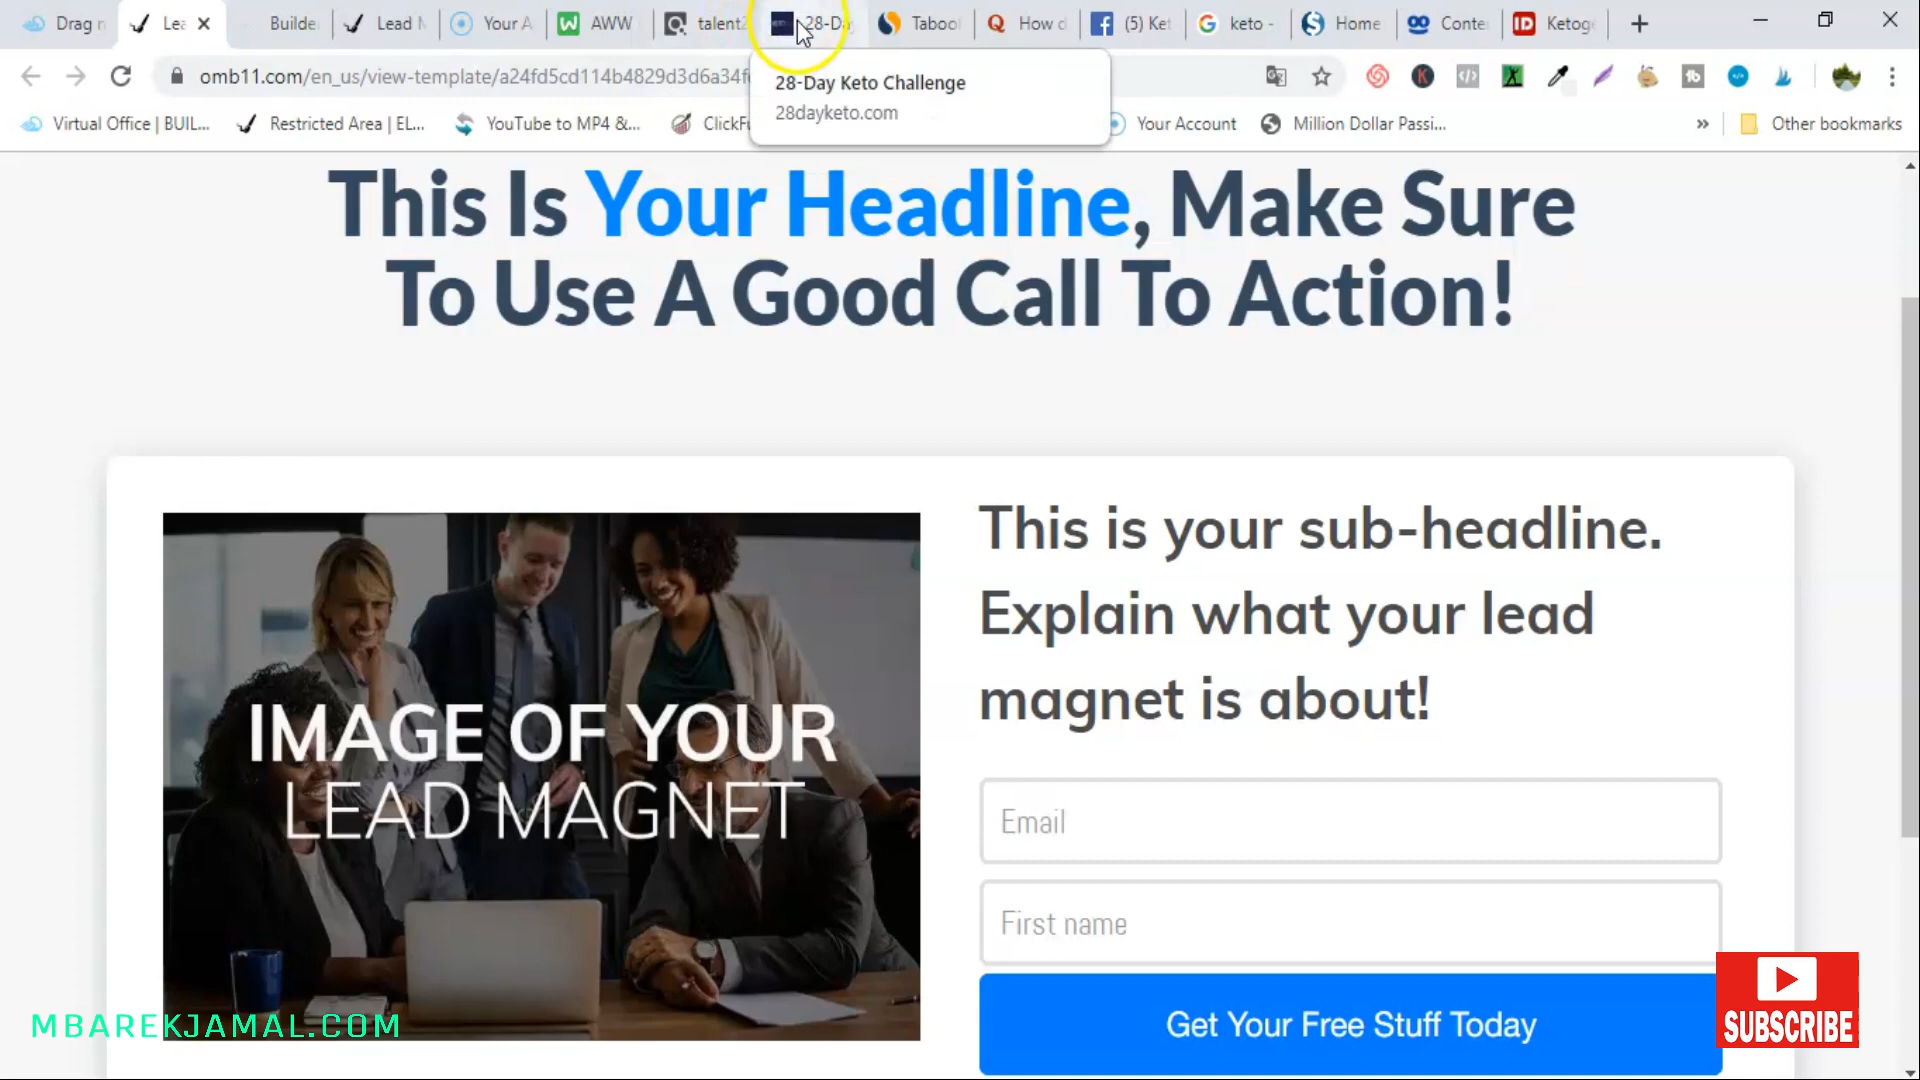 Drag
Lea
Builde
Lead
Your A
AWW
talent
28-Day
Taboo
How d
(5) Ket
keto -
Home
Conte
Ketog
omb11.com/en_us/view-template/a24fd5cd114b4829d3d6a34f
28-Day Keto Challenge
28dayketo.com
Virtual Office | BUIL...
Restricted Area | EL...
YouTube to MP4 &...
ClickFu
Your Account
Million Dollar Passi...
»
Other bookmarks
This Is Your Headline, Make Sure
To Use A Good Call To Action!
IMAGE OF YOUR
LEAD MAGNET
This is your sub-headline.
Explain what your lead
magnet is about!
Email
First name
Get Your Free Stuff Today
MBAREKJAMAL.COM
SUBSCRIBE